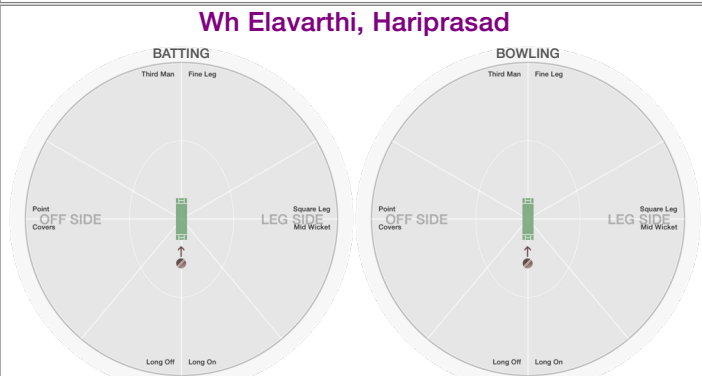 Wh Elavarthi, Hariprasad
BATTING
Third Man Fine Leg
Point
OFF SIDE
Covers
Square Leg
LEG SIDE
Mid Wicket
Long Off Long On
BOWLING
Third Man Fine Leg
Point
OFF SIDE
Covers
Square Leg
LEG SIDE
Mid Wicket
Long Off Long On